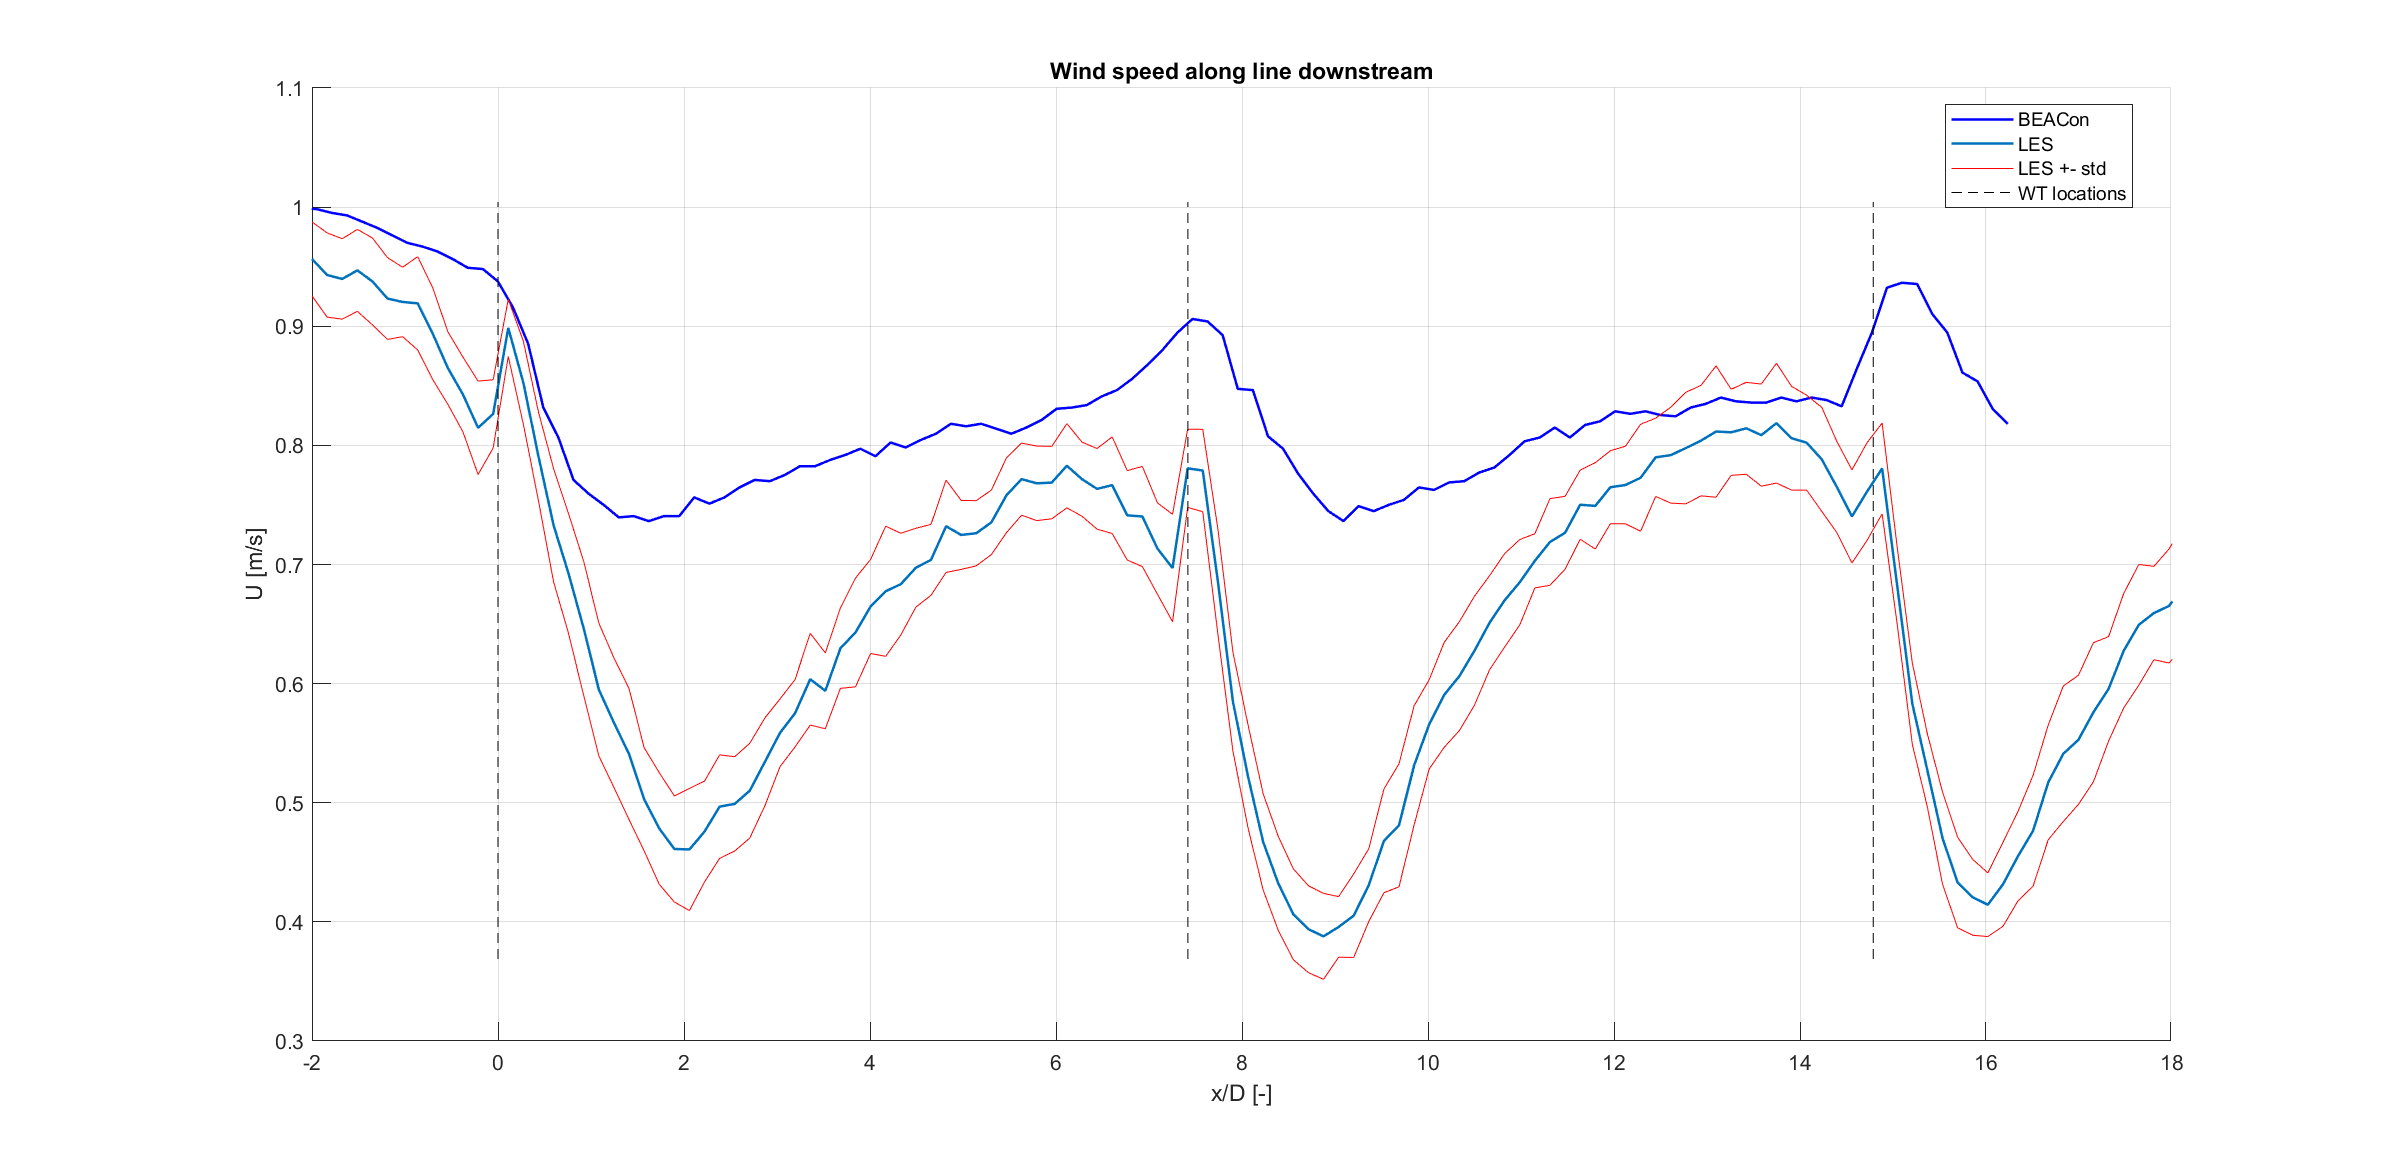 Wind speed along line downstream
1.1
1
0.9
0.8
0.7
0.6
0.5
0.4
0.3
U [m/s]
BEACon
LES
LES +- std
WT locations
-2 0 2 4 6 8 10 12 14 16 18
x/D [-]